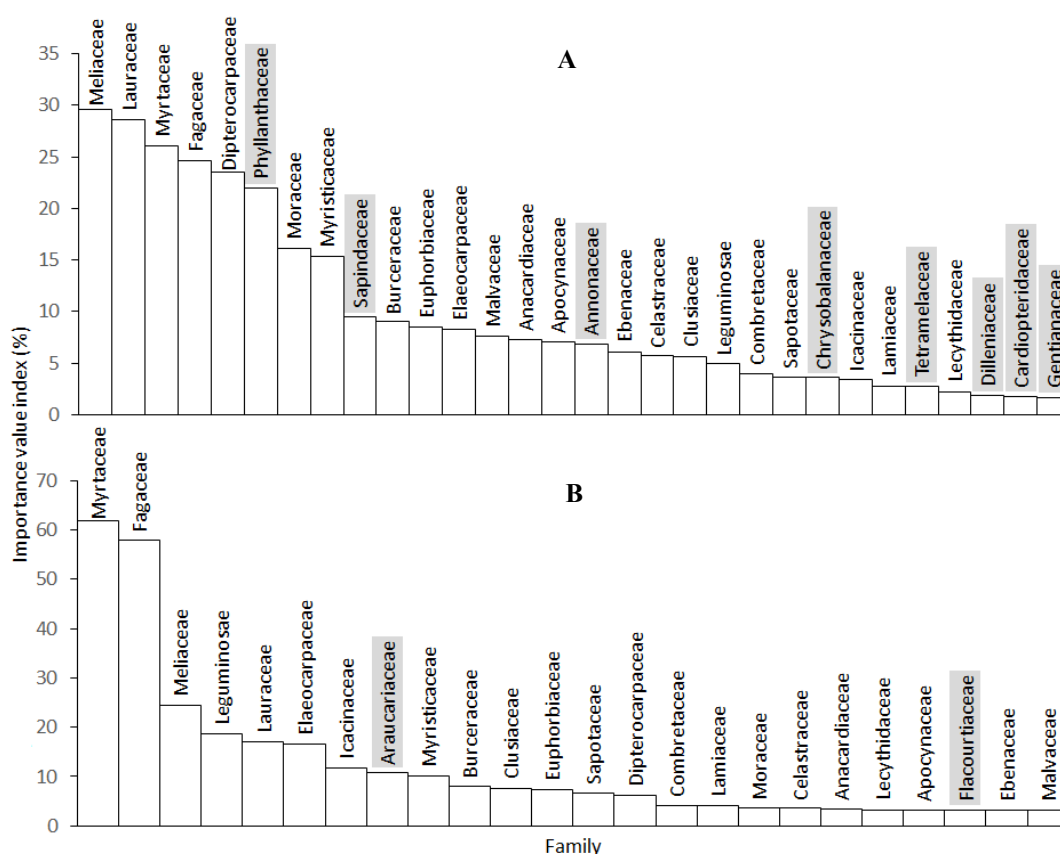 A
35
30
25
20
15
10
5
0
Meliaceae
Lauraceae
Myrtaceae
Fagaceae
Dipterocarpaceae
Phyllanthaceae
Moraceae
Myristicaceae
Sapindaceae
Burceraceae
Euphorbiaceae
Elaeocarpaceae
Malvaceae
Anacardiaceae
Apocynaceae
Annonaceae
Ebenaceae
Celastraceae
Clusiaceae
Leguminosae
Combretaceae
Sapotaceae
Chrysobalanaceae
Icacinaceae
Lamiaceae
Tetramelaceae
Lecythidaceae
Dilleniaceae
Cardiopteridaceae
Gentianaceae
Importance value index (%)
B
70
60
50
40
30
20
10
0
Myrtaceae
Fagaceae
Meliaceae
Leguminosae
Lauraceae
Elaeocarpaceae
Icacinaceae
Araucariaceae
Myristicaceae
Burceraceae
Clusiaceae
Euphorbiaceae
Sapotaceae
Dipterocarpaceae
Combretaceae
Lamiaceae
Moraceae
Celastraceae
Anacardiaceae
Lecythidaceae
Apocynaceae
Flacourtiaceae
Ebenaceae
Malvaceae
Family